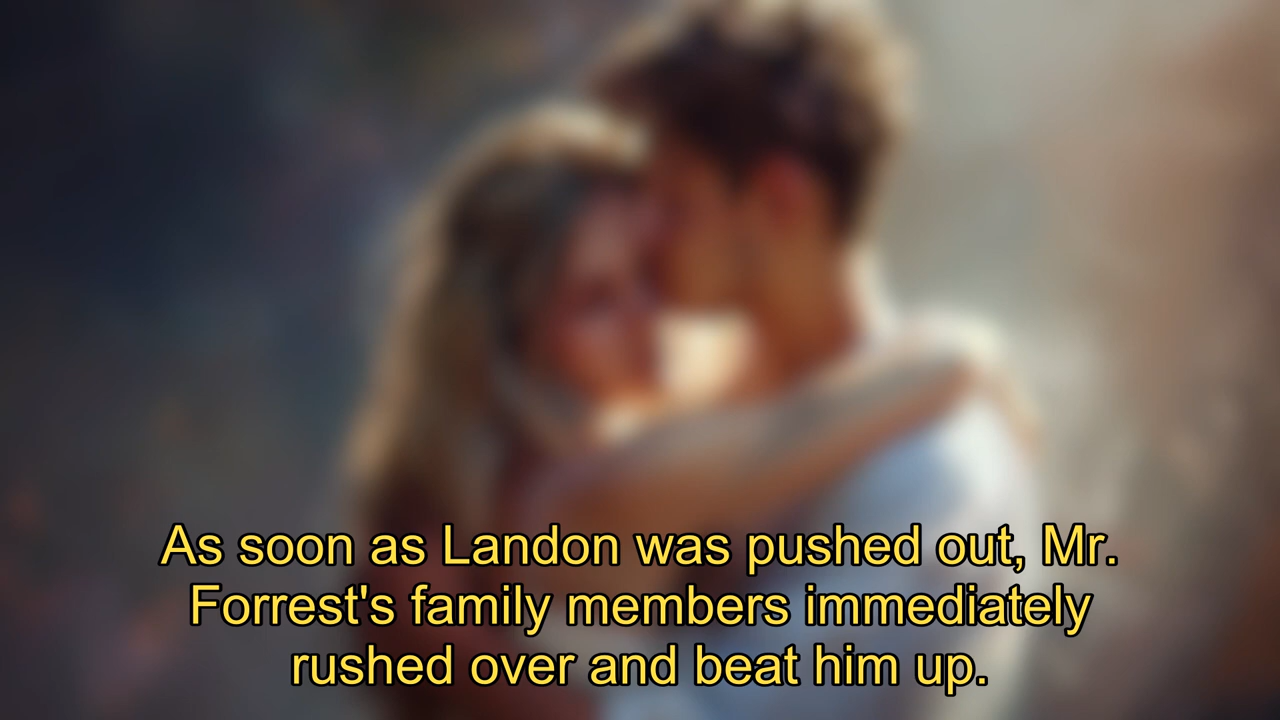 As soon as Landon was pushed out, Mr.
Forrest's family members immediately
rushed over and beat him up.